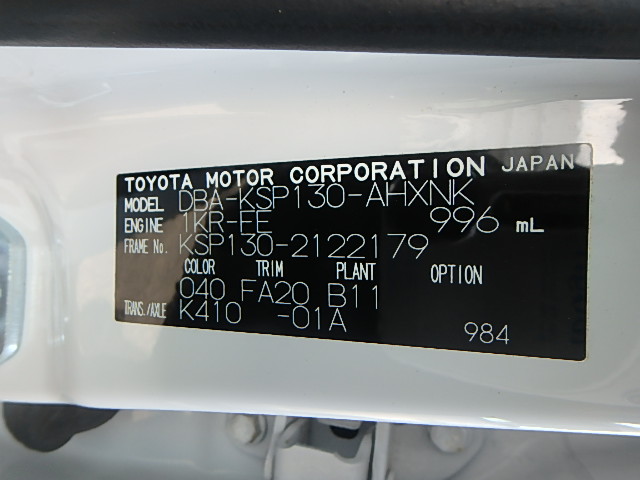 TOYOTA MOTOR CORPORATION JAPAN
MODEL DBA-KSP130-AHXNK
ENGINE 1KR-FE 996 mL
FRAME No. KSP130-2122179
COLOR TRIM PLANT OPTION
040 FA20 B11
TRANS./AXLE K410 -01A
984